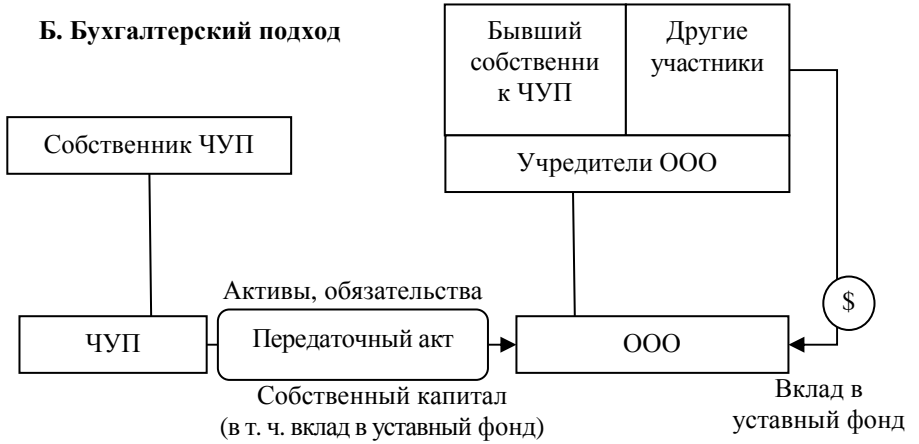 Б. Бухгалтерский подход
Бывший
собственни
к ЧУП
Другие
участники
Собственник ЧУП
Учредители ООО
Активы, обязательства
$
ЧУП
Передаточный акт
ООО
Собственный капитал
(в т. ч. вклад в уставный фонд)
Вклад в
уставный фонд